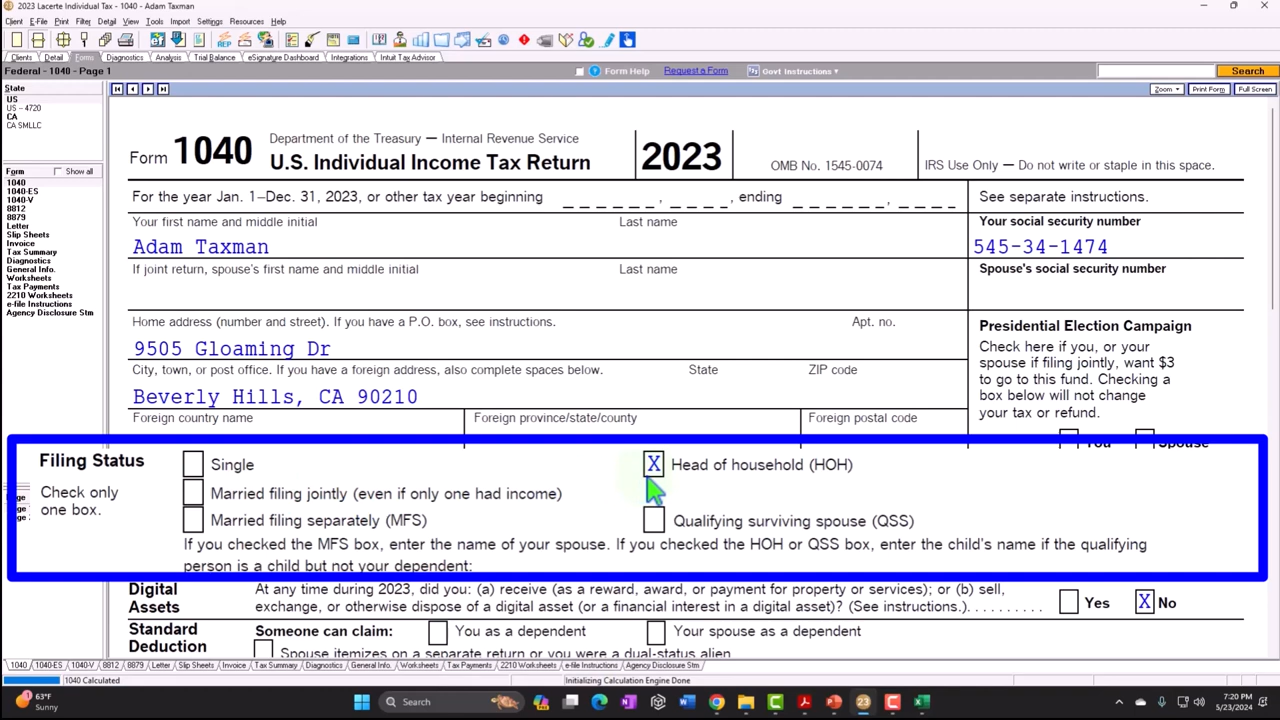 2023 Lacerte Individual Tax - Adam Taxman
Client E-File Print Filter Detail View Tools Import Settings Resources Help
Clients Detail Forms Diagnostics Analysis Trial Balance eSignature Dashboard Integrations Intuit Tax Advisor
Federal - 1040 - Page 1 Form Help Request a Form Govt Instructions Search
State
US
US - 4720
CA
CA SMLLC
Zoom Print Form Full Screen
Form Show all
1040
1040-ES
1040-V
8812
8879
Letter
Slip Sheets
Invoice
Tax Summary
Diagnostics
General Info.
Worksheets
Tax Payments
2210 Worksheets
e-file Instructions
Agency Disclosure Stm
Form 1040 Department of the Treasury — Internal Revenue Service
U.S. Individual Income Tax Return 2023 OMB No. 1545-0074 IRS Use Only — Do not write or staple in this space.
For the year Jan. 1–Dec. 31, 2023, or other tax year beginning , , ending , See separate instructions.
Your first name and middle initial Last name Your social security number
Adam Taxman 545-34-1474
If joint return, spouse's first name and middle initial Last name Spouse's social security number
Home address (number and street). If you have a P.O. box, see instructions. Apt. no.
9505 Gloaming Dr
City, town, or post office. If you have a foreign address, also complete spaces below. State ZIP code
Beverly Hills, CA 90210
Foreign country name Foreign province/state/county Foreign postal code
Presidential Election Campaign
Check here if you, or your
spouse if filing jointly, want $3
to go to this fund. Checking a
box below will not change
your tax or refund.
You Spouse
Filing Status
Check only
one box.
Single X Head of household (HOH)
Married filing jointly (even if only one had income)
Married filing separately (MFS) Qualifying surviving spouse (QSS)
If you checked the MFS box, enter the name of your spouse. If you checked the HOH or QSS box, enter the child's name if the qualifying
person is a child but not your dependent:
Digital
Assets
At any time during 2023, did you: (a) receive (as a reward, award, or payment for property or services); or (b) sell,
exchange, or otherwise dispose of a digital asset (or a financial interest in a digital asset)? (See instructions.) . . . . . . . . . . Yes X No
Standard
Deduction
Someone can claim: You as a dependent Your spouse as a dependent
Spouse itemizes on a separate return or you were a dual-status alien
1040 1040-ES 1040-V 8812 8879 Letter Slip Sheets Invoice Tax Summary Diagnostics General Info. Worksheets Tax Payments 2210 Worksheets e-file Instructions Agency Disclosure Stm
1040 Calculated Initializing Calculation Engine Done
63°F
Sunny
Search
7:20 PM
5/23/2024